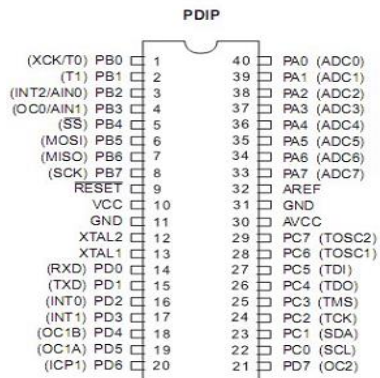 PDIP
(XCK/T0) PB0 1 40 PA0 (ADC0)
(T1) PB1 2 39 PA1 (ADC1)
(INT2/AIN0) PB2 3 38 PA2 (ADC2)
(OC0/AIN1) PB3 4 37 PA3 (ADC3)
(SS) PB4 5 36 PA4 (ADC4)
(MOSI) PB5 6 35 PA5 (ADC5)
(MISO) PB6 7 34 PA6 (ADC6)
(SCK) PB7 8 33 PA7 (ADC7)
RESET 9 32 AREF
VCC 10 31 GND
GND 11 30 AVCC
XTAL2 12 29 PC7 (TOSC2)
XTAL1 13 28 PC6 (TOSC1)
(RXD) PD0 14 27 PC5 (TDI)
(TXD) PD1 15 26 PC4 (TDO)
(INT0) PD2 16 25 PC3 (TMS)
(INT1) PD3 17 24 PC2 (TCK)
(OC1B) PD4 18 23 PC1 (SDA)
(OC1A) PD5 19 22 PC0 (SCL)
(ICP1) PD6 20 21 PD7 (OC2)